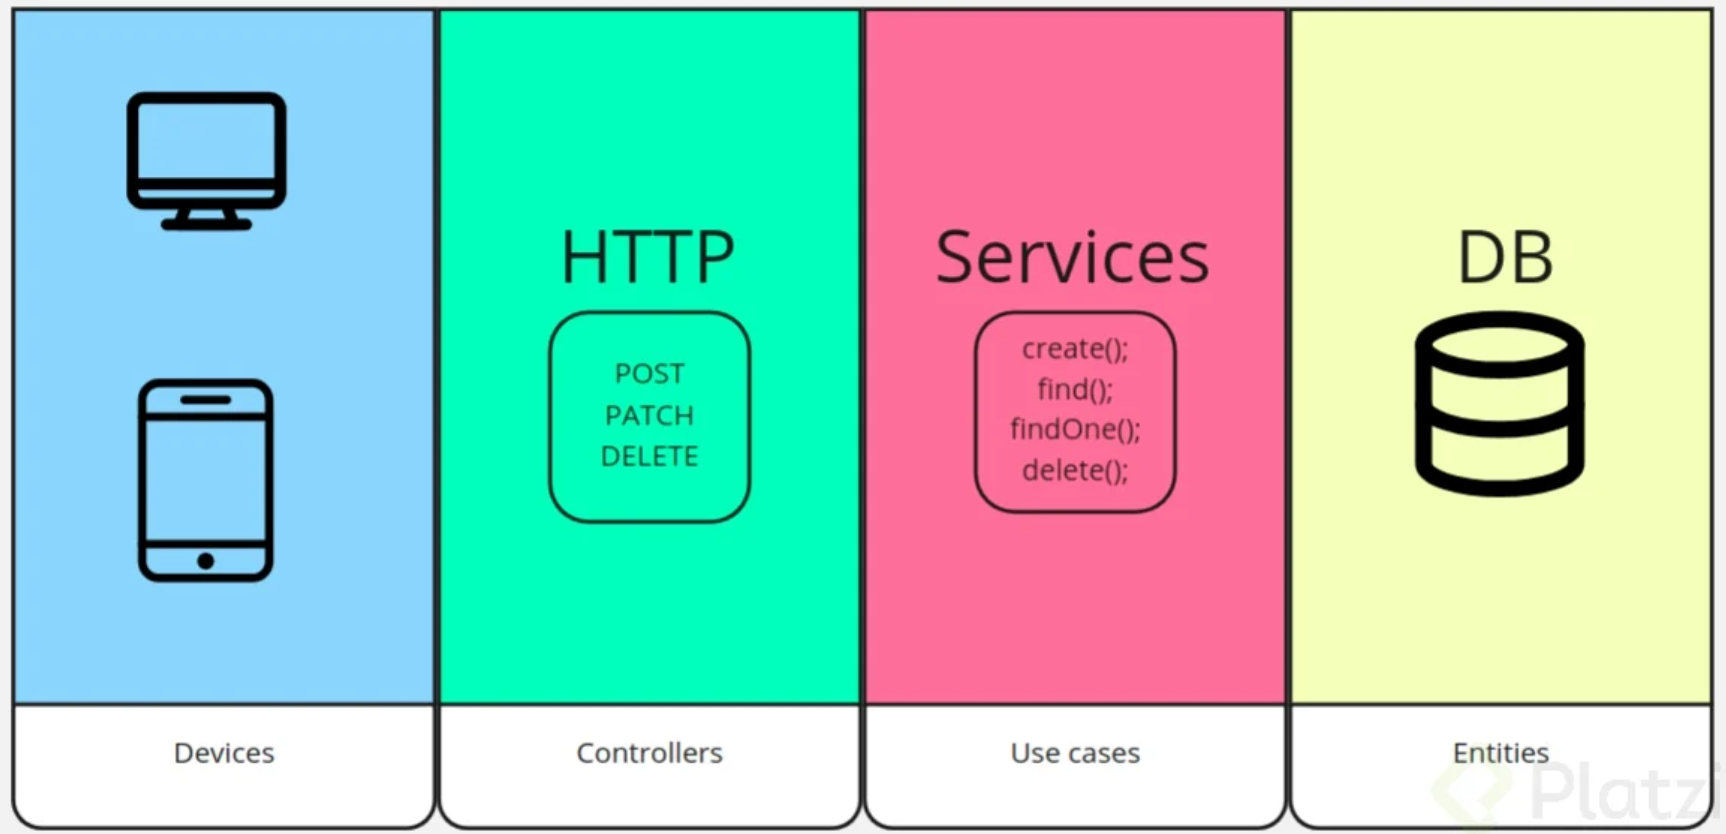 HTTP
POST
PATCH
DELETE
Services
create();
find();
findOne();
delete();
DB
Devices
Controllers
Use cases
Entities
Platzi